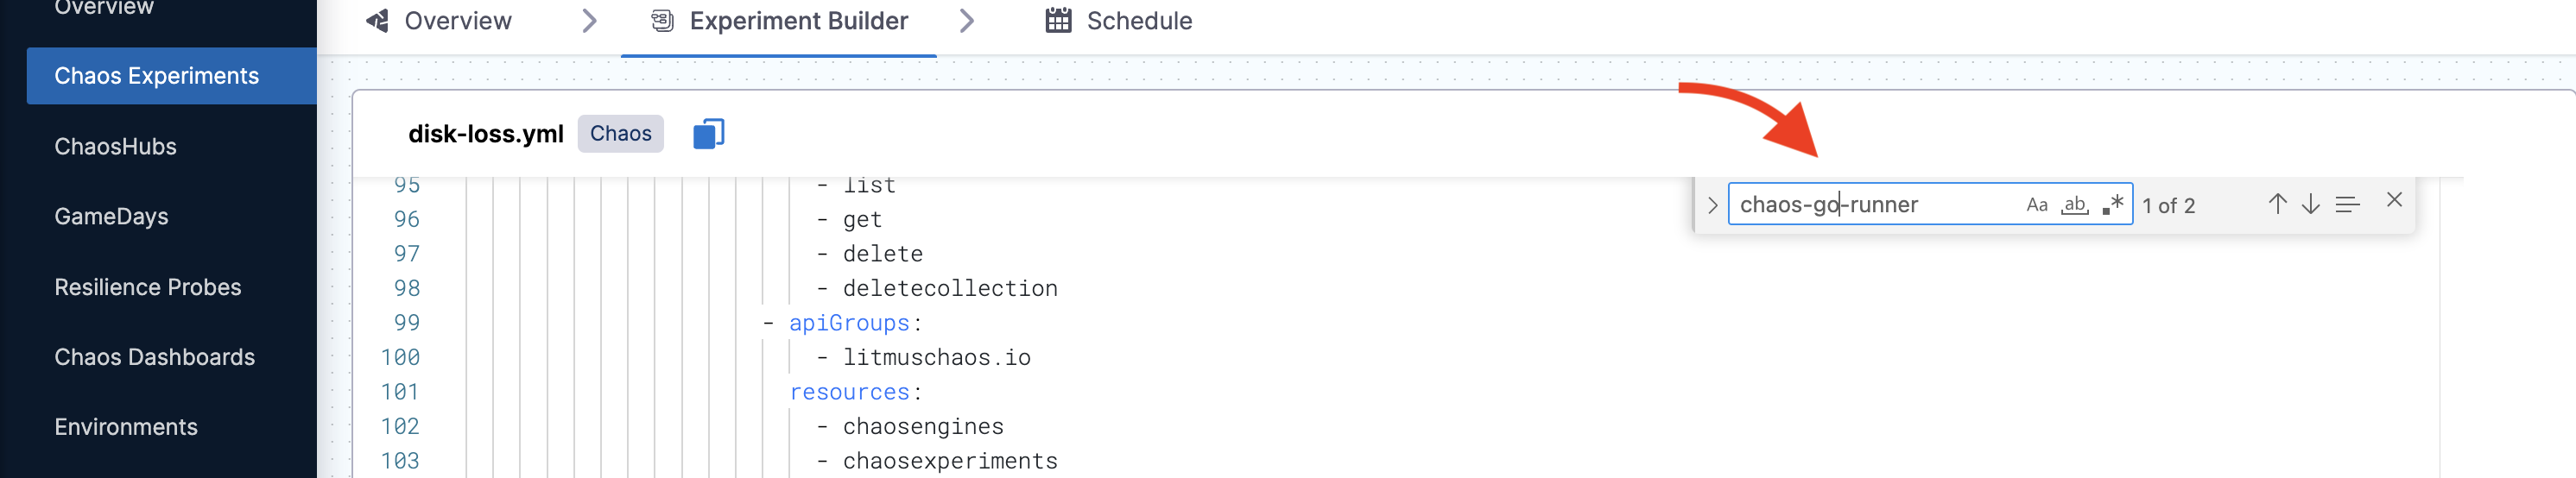 Overview
Chaos Experiments
ChaosHubs
GameDays
Resilience Probes
Chaos Dashboards
Environments
Overview
Experiment Builder
Schedule
disk-loss.yml Chaos
chaos-go-runner Aa ab .* 1 of 2
95 - list
96 - get
97 - delete
98 - deletecollection
99 - apiGroups:
100 - litmuschaos.io
101 resources:
102 - chaosengines
103 - chaosexperiments